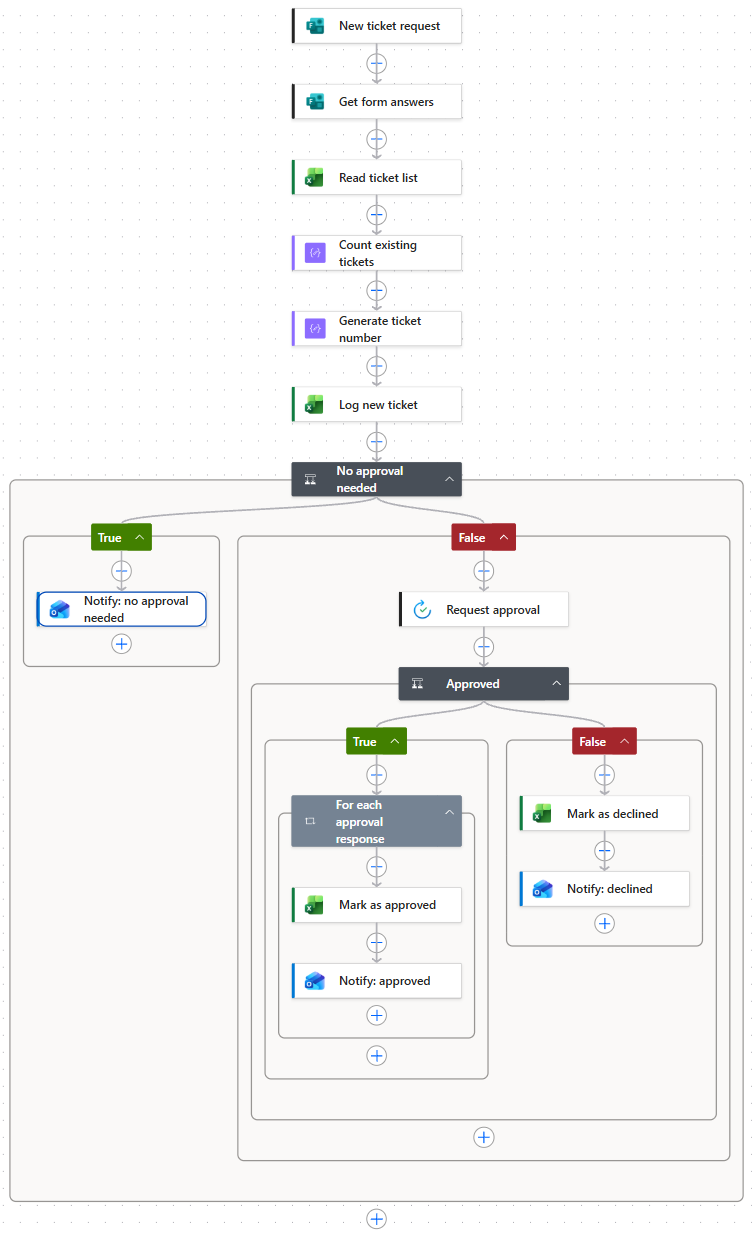 New ticket request
Get form answers
Read ticket list
Count existing
tickets
Generate ticket
number
Log new ticket
No approval
needed
True
False
Notify: no approval
needed
Request approval
Approved
True
False
For each
approval
response
Mark as declined
Mark as approved
Notify: declined
Notify: approved